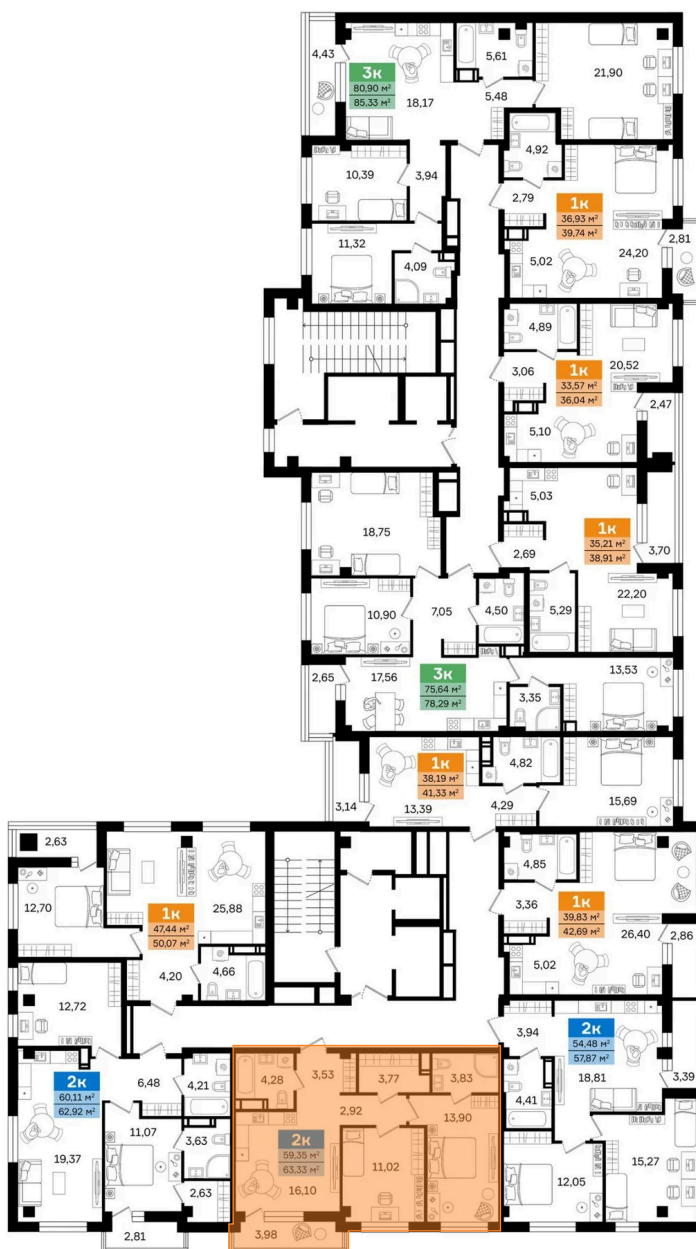 4,43
5,61
21,90
3к
80,90 м²
85,33 м²
18,17
5,48
4,92
10,39
3,94
2,79
1к
36,93 м²
39,74 м²
11,32
4,09
5,02
24,20
2,81
4,89
20,52
3,06
1к
33,57 м²
36,04 м²
2,47
5,10
5,03
18,75
1к
35,21 м²
38,91 м²
2,69
3,70
10,90
7,05
4,50
5,29
22,20
2,65
17,56
3к
75,64 м²
78,29 м²
3,35
13,53
1к
38,19 м²
41,33 м²
4,82
3,14
13,39
4,29
15,69
2,63
4,85
12,70
1к
47,44 м²
50,07 м²
25,88
3,36
1к
39,83 м²
42,69 м²
26,40
2,86
4,20
4,66
5,02
12,72
3,94
2к
54,48 м²
57,87 м²
18,81
3,39
2к
60,11 м²
62,92 м²
6,48
4,21
4,28
3,53
3,77
3,83
4,41
19,37
11,07
3,63
2,92
2к
59,35 м²
63,33 м²
16,10
11,02
13,90
12,05
15,27
2,63
2,81
3,98